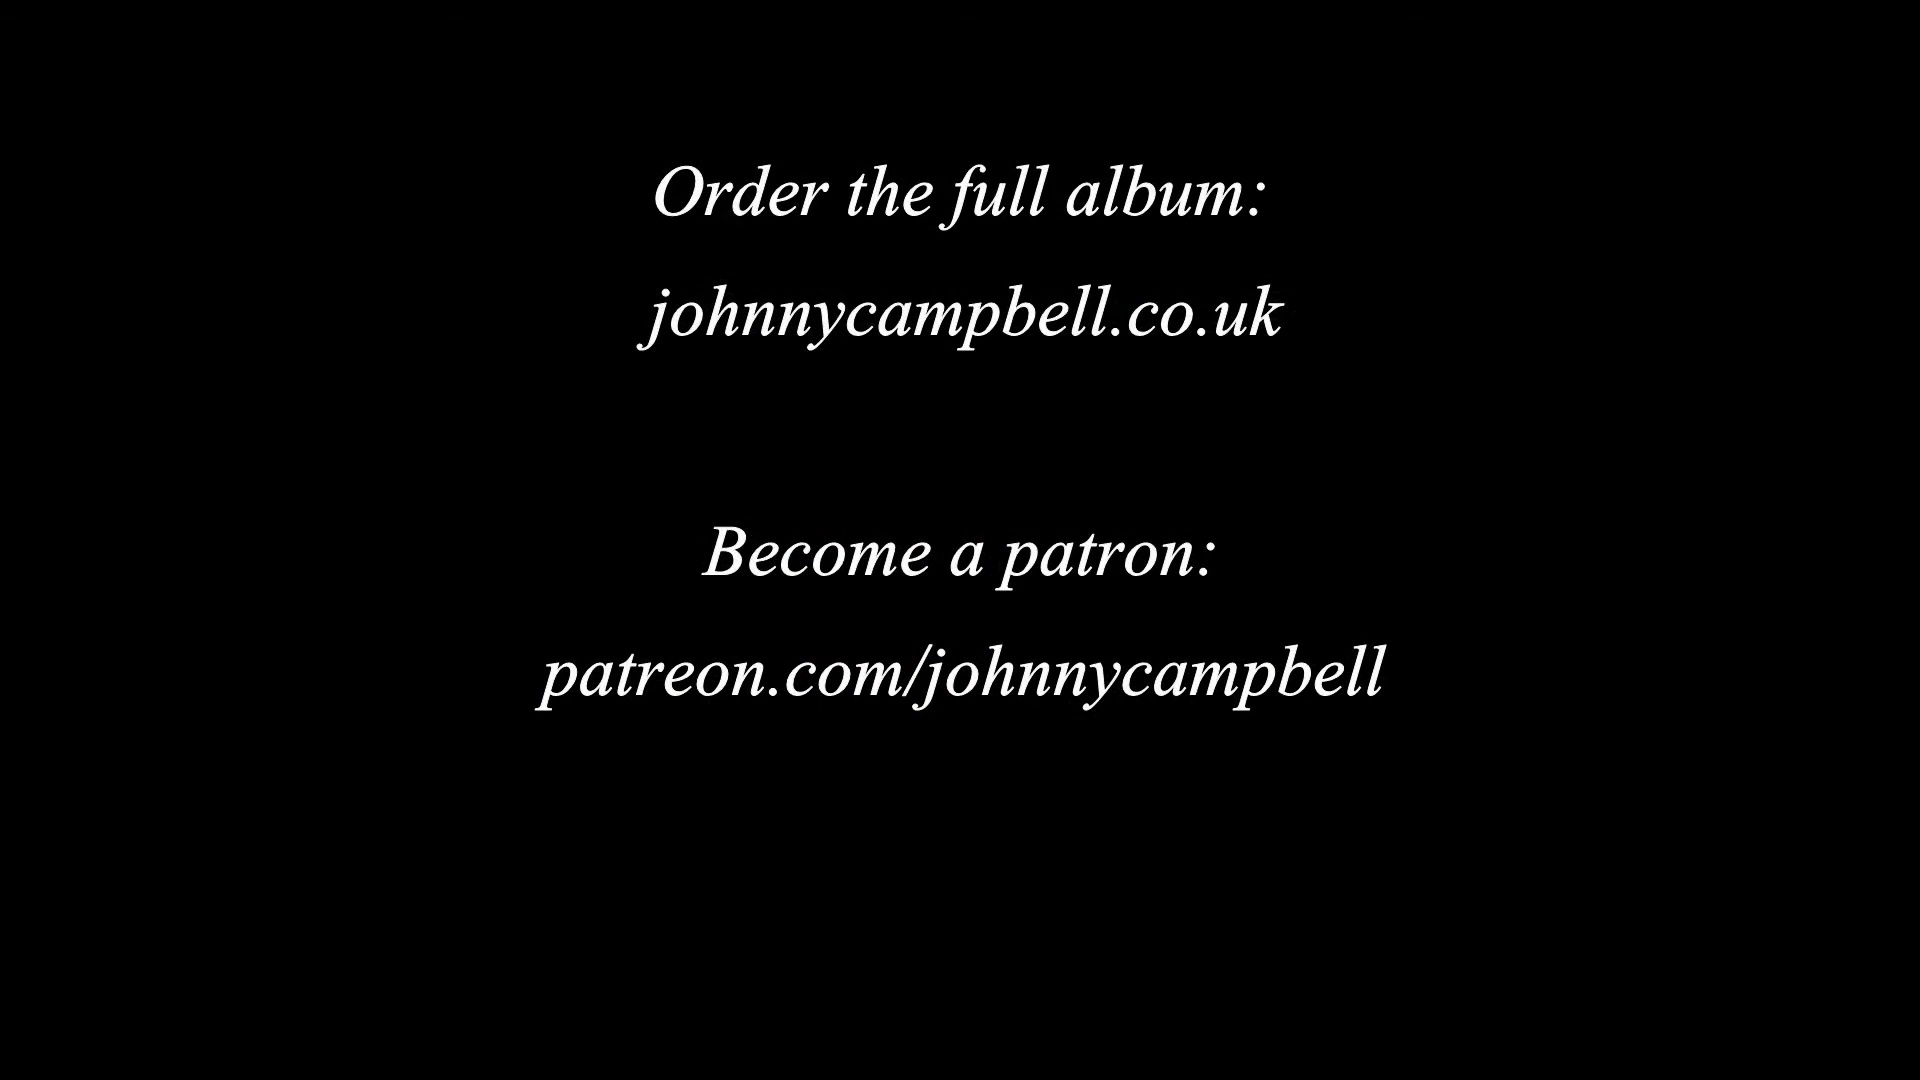 Order the full album:
johnnycampbell.co.uk
Become a patron:
patreon.com/johnnycampbell